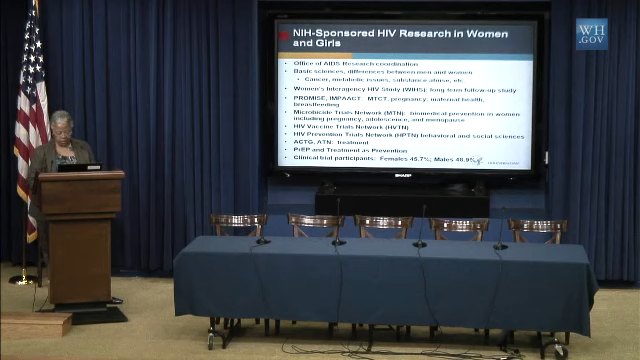 WH
.GOV
NIH-Sponsored HIV Research in Women
and Girls
• Office of AIDS Research coordination
• Basic sciences, differences between men and women
• Cancer, metabolic issues, substance abuse, etc.
• Women's Interagency HIV Study (WIHS): long term follow-up study
• PROMISE, IMPAACT - MTCT, pregnancy, maternal health,
breastfeeding
• Microbicide Trials Network (MTN): biomedical prevention in women
including pregnancy, adolescence, and menopause
• HIV Vaccine Trials Network (HVTN)
• HIV Prevention Trials Network (HPTN) behavioral and social sciences
• ACTG, ATN: treatment
• PrEP and Treatment as Prevention
• Clinical trial participants: Females 45.7%; Males 48.9%
SHARP